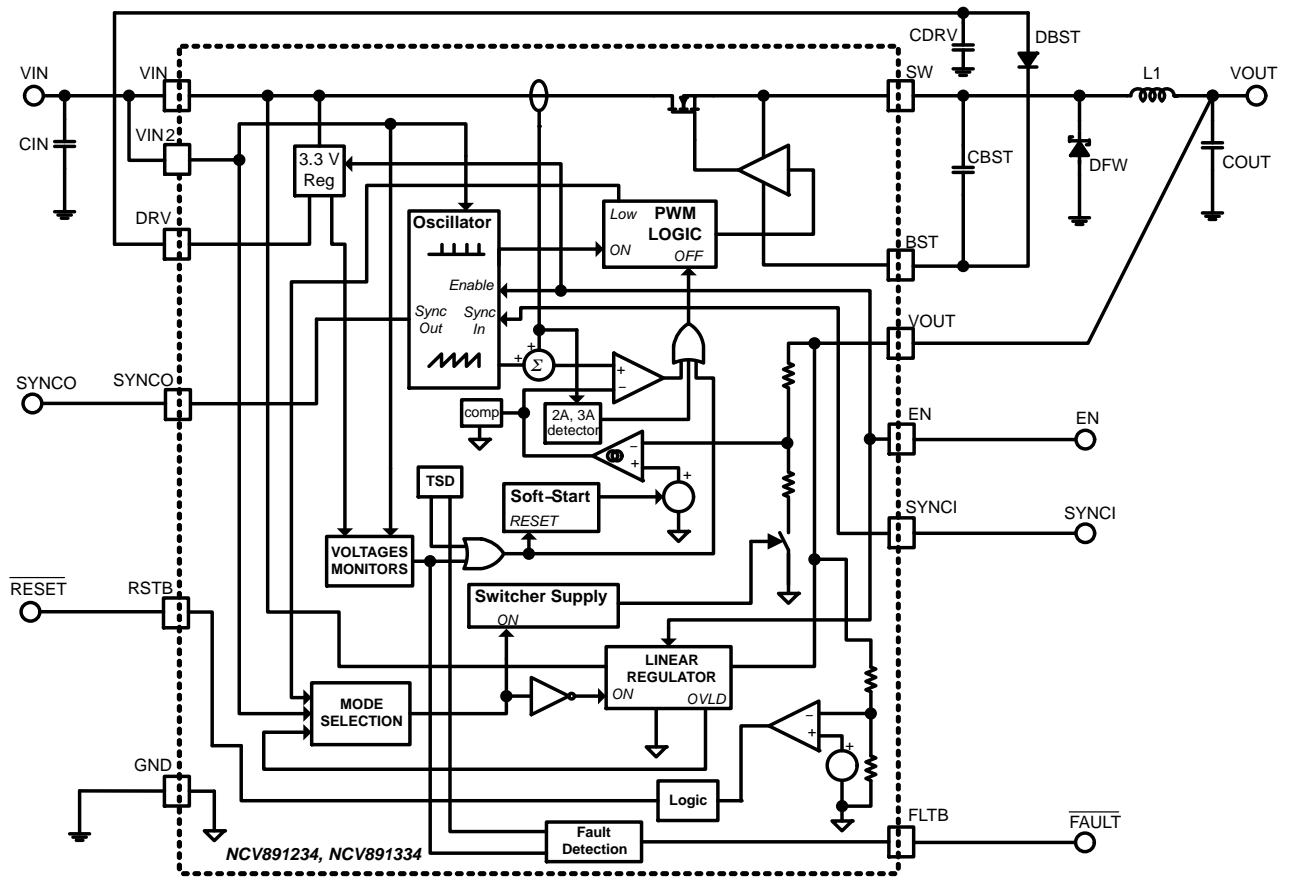 CDRV
DBST
VIN
VIN
SW
L1
VOUT
CIN
VIN2
3.3 V
Reg
CBST
DFW
COUT
DRV
Oscillator
Low
PWM
LOGIC
ON
OFF
BST
Enable
Sync
Out
Sync
In
VOUT
+
+
Σ
+
−
SYNCO
SYNCO
comp
2A, 3A
detector
EN
EN
−
+
+
TSD
Soft−Start
RESET
SYNCI
SYNCI
VOLTAGES
MONITORS
RESET
RSTB
Switcher Supply
ON
LINEAR
REGULATOR
ON
OVLD
MODE
SELECTION
−
+
+
GND
Logic
FLTB
FAULT
Fault
Detection
NCV891234, NCV891334